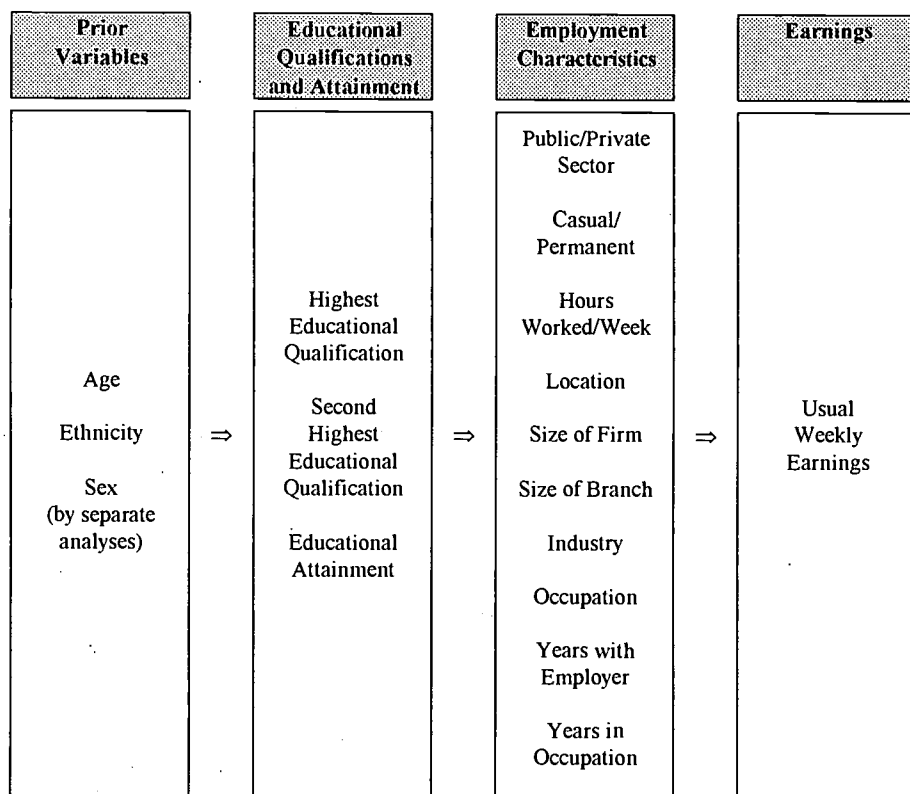 Prior
Variables
Educational
Qualifications
and Attainment
Employment
Characteristics
Earnings
Age
Ethnicity
Sex
(by separate
analyses)
⇒
Highest
Educational
Qualification
Second
Highest
Educational
Qualification
Educational
Attainment
⇒
Public/Private
Sector
Casual/
Permanent
Hours
Worked/Week
Location
Size of Firm
Size of Branch
Industry
Occupation
Years with
Employer
Years in
Occupation
⇒
Usual
Weekly
Earnings